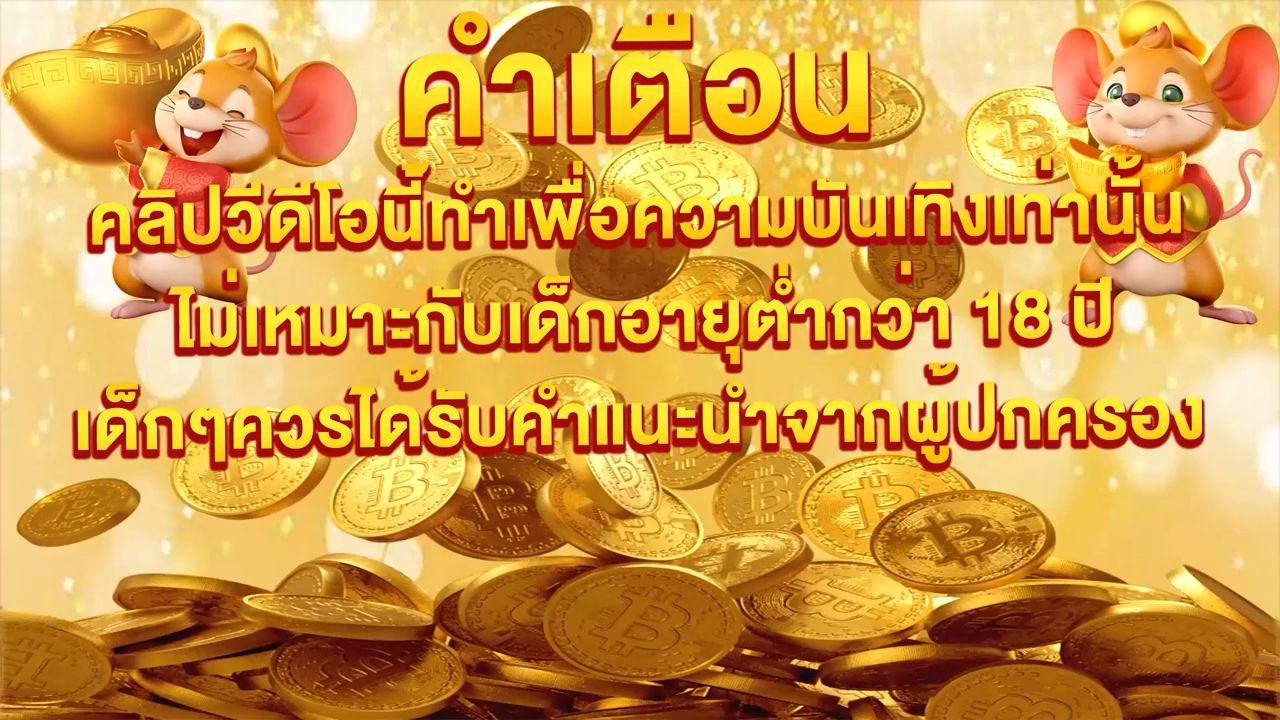 คำเตือน
คลิปวีดีโอนี้ทำเพื่อความบันเทิงเท่านั้น
ไม่เหมาะกับเด็กอายุต่ำกว่า 18 ปี
เด็กๆควรได้รับคำแนะนำจากผู้ปกครอง